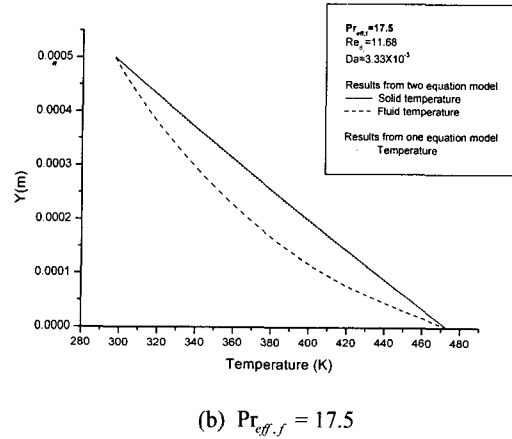 Pr_eff,f=17.5
Re_d=11.68
Da=3.33X10^-3
Results from two equation model
Solid temperature
Fluid temperature
Results from one equation model
Temperature
0.0005
0.0004
0.0003
0.0002
0.0001
0.0000
Y(m)
280 300 320 340 360 380 400 420 440 460 480
Temperature (K)
(b) Pr_eff,f = 17.5